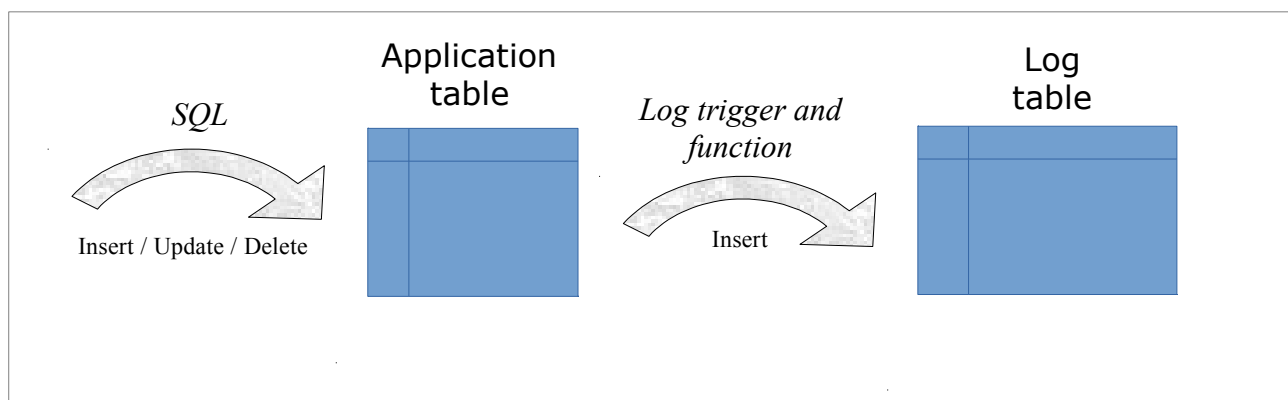 Application
table
SQL
Insert / Update / Delete
Log trigger and
function
Insert
Log
table